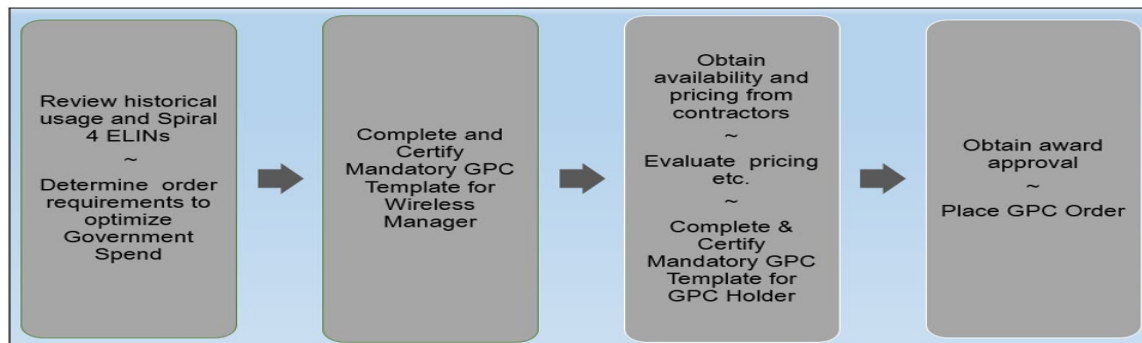 Review historical
usage and Spiral
4 ELINs
~
Determine order
requirements to
optimize
Government
Spend
Complete and
Certify
Mandatory GPC
Template for
Wireless
Manager
Obtain
availability and
pricing from
contractors
~
Evaluate pricing
etc.
~
Complete &
Certify
Mandatory GPC
Template for
GPC Holder
Obtain award
approval
~
Place GPC Order